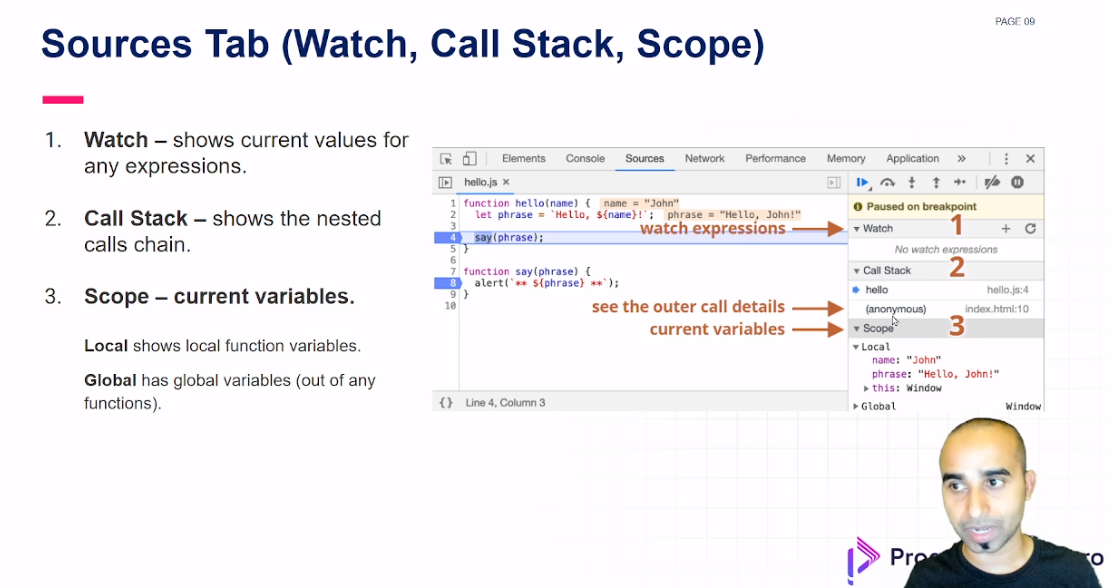 PAGE 09
Sources Tab (Watch, Call Stack, Scope)
1. Watch – shows current values for
any expressions.
2. Call Stack – shows the nested
calls chain.
3. Scope – current variables.
Local shows local function variables.
Global has global variables (out of any
functions).
Elements Console Sources Network Performance Memory Application »
hello.js ×
1 function hello(name) { name = "John"
2 let phrase = `Hello, ${name}!`; phrase = "Hello, John!"
3
4 say(phrase);
5 }
6
7 function say(phrase) {
8 alert(`** ${phrase} **`);
9 }
10
{} Line 4, Column 3
watch expressions
see the outer call details
current variables
Paused on breakpoint
Watch 1
No watch expressions
Call Stack 2
hello hello.js:4
(anonymous) index.html:10
Scope 3
Local
name: "John"
phrase: "Hello, John!"
this: Window
Global Window